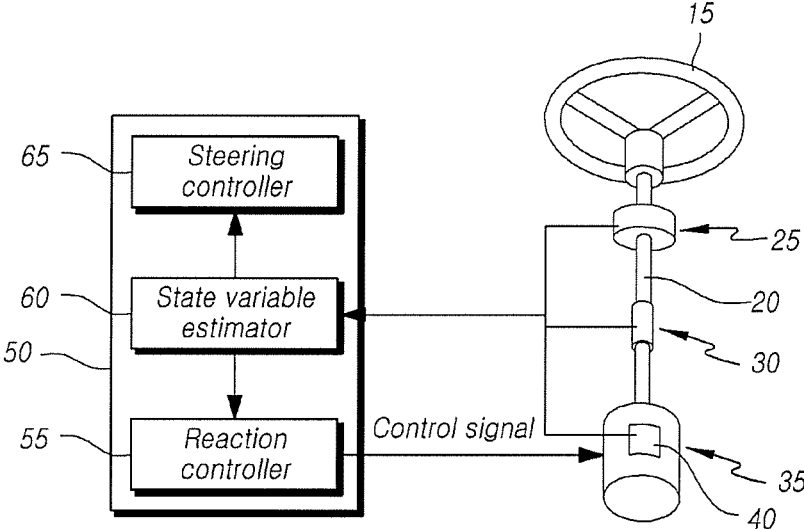 15
65
Steering
controller
25
60
State variable
estimator
20
50
30
55
Reaction
controller
Control signal
35
40